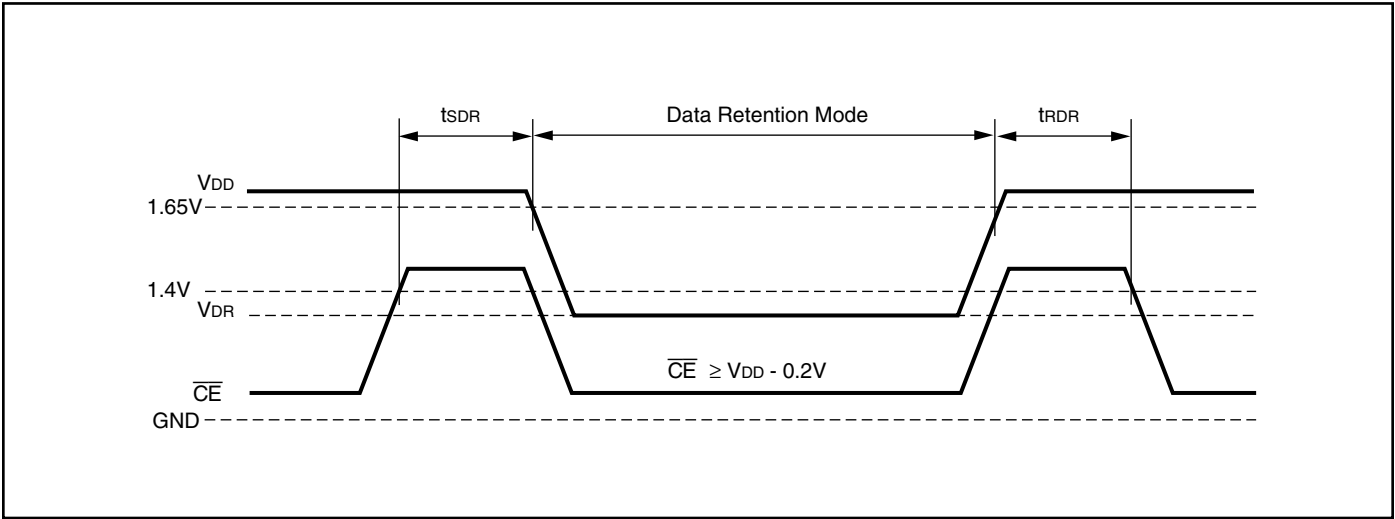 tSDR Data Retention Mode tRDR
VDD
1.65V
1.4V
VDR
CE ≥ VDD - 0.2V
CE
GND